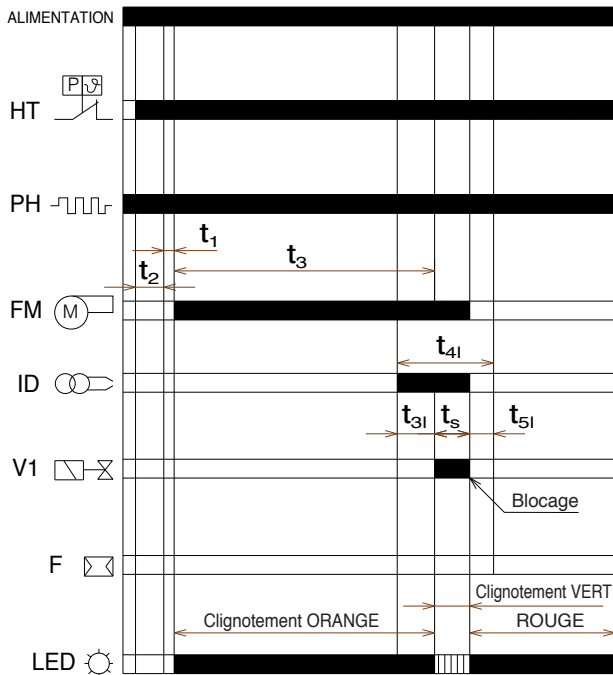 ALIMENTATION
P ϑ
HT
PH
t1
t2
t3
FM M
t4l
ID
t3l ts t5l
V1
Blocage
F
Clignotement VERT
Clignotement ORANGE ROUGE
LED